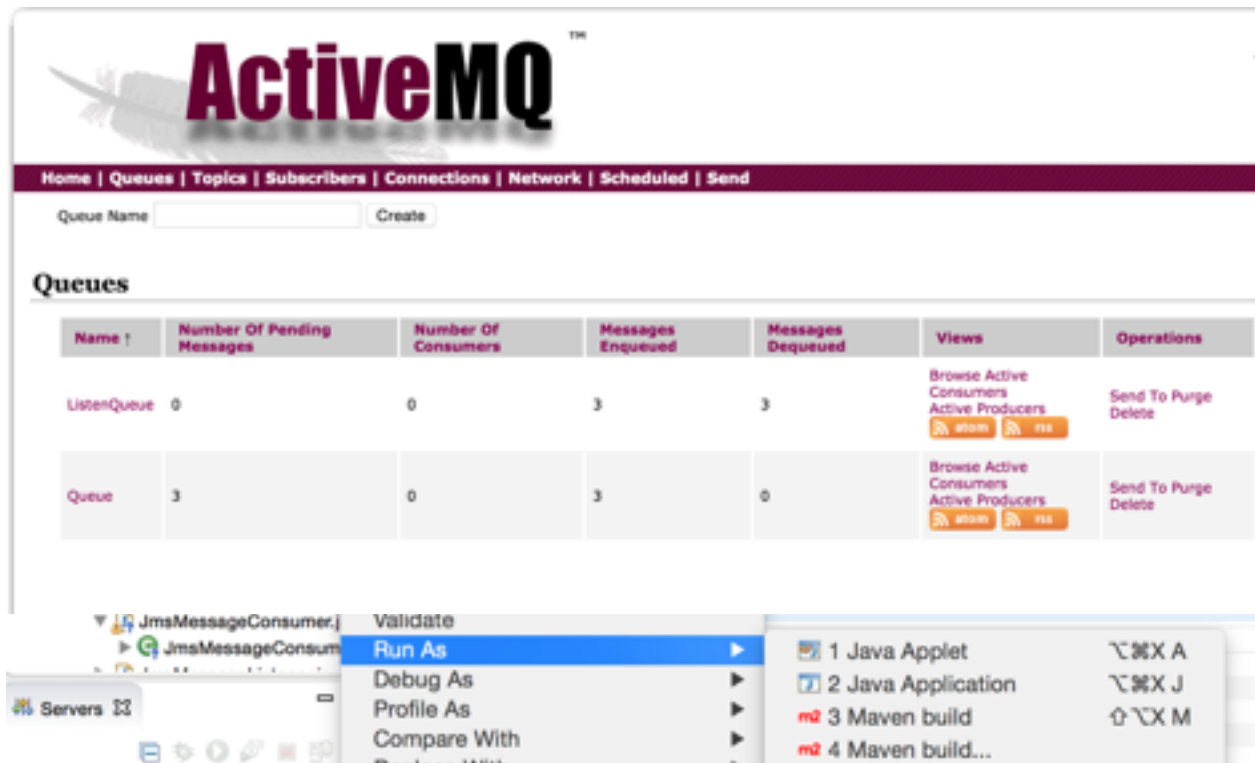 ActiveMQ ™
Home | Queues | Topics | Subscribers | Connections | Network | Scheduled | Send
Queue Name Create
Queues
Name ↑ Number Of Pending Messages Number Of Consumers Messages Enqueued Messages Dequeued Views Operations
ListenQueue 0 0 3 3 Browse Active Consumers Active Producers atom rss Send To Purge Delete
Queue 3 0 3 0 Browse Active Consumers Active Producers atom rss Send To Purge Delete
JmsMessageConsumer.j
JmsMessageConsum
Servers
Validate
Run As
Debug As
Profile As
Compare With
1 Java Applet ⌥⌘X A
2 Java Application ⌥⌘X J
m2 3 Maven build ⇧⌥X M
m2 4 Maven build...